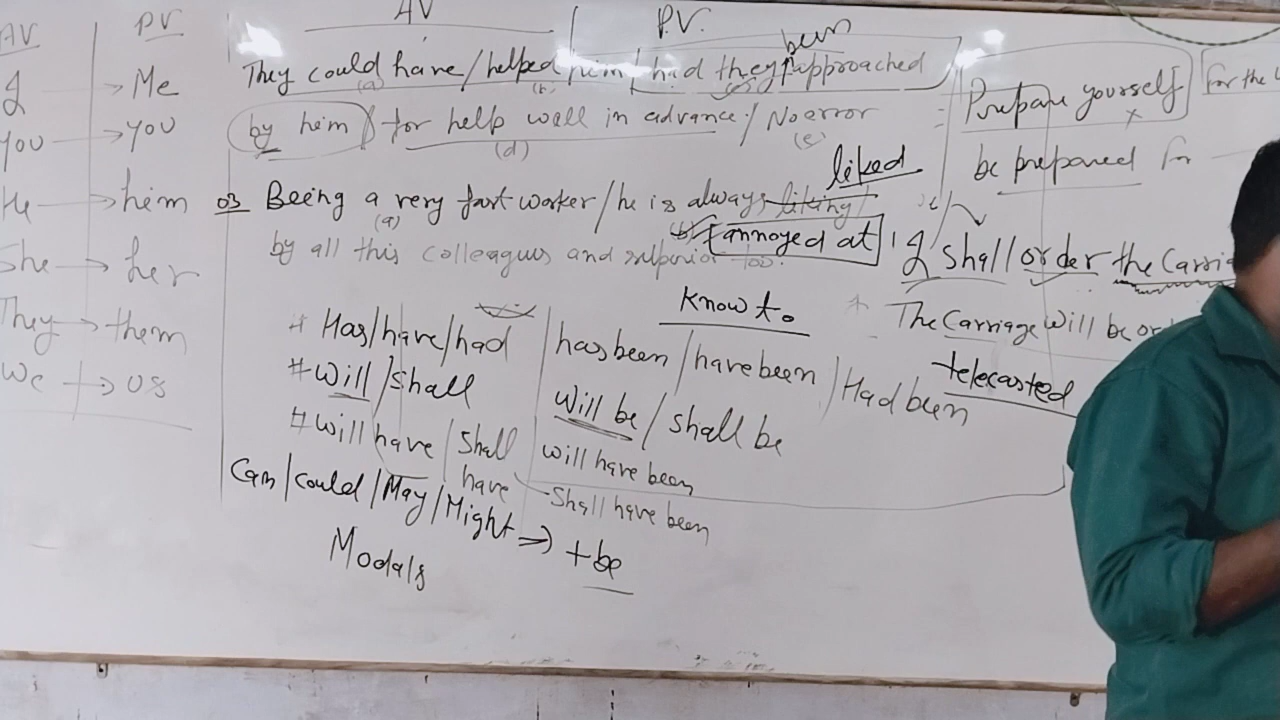 AV PV
I → Me
You → you
He → him
She → her
They → them
We → us
AV P.V.
been
They could have / helped him / had they approached
(a) (b) (c)
by him / for help well in advance / No error
(d) (e)
liked
03 Being a very fast worker / he is always liking /
(a) (b)
by all this colleagues and superior too.
annoyed at
know to
# Has/have/had has been / have been / Had been
# Will / Shall Will be / shall be
# will have / Shall have will have been
Shall have been
Can / Could / May / Might ⇒ + be
Modals
telecasted
Prepare yourself for the
x
be prepared for
I shall order the Carria
The Carriage will be or